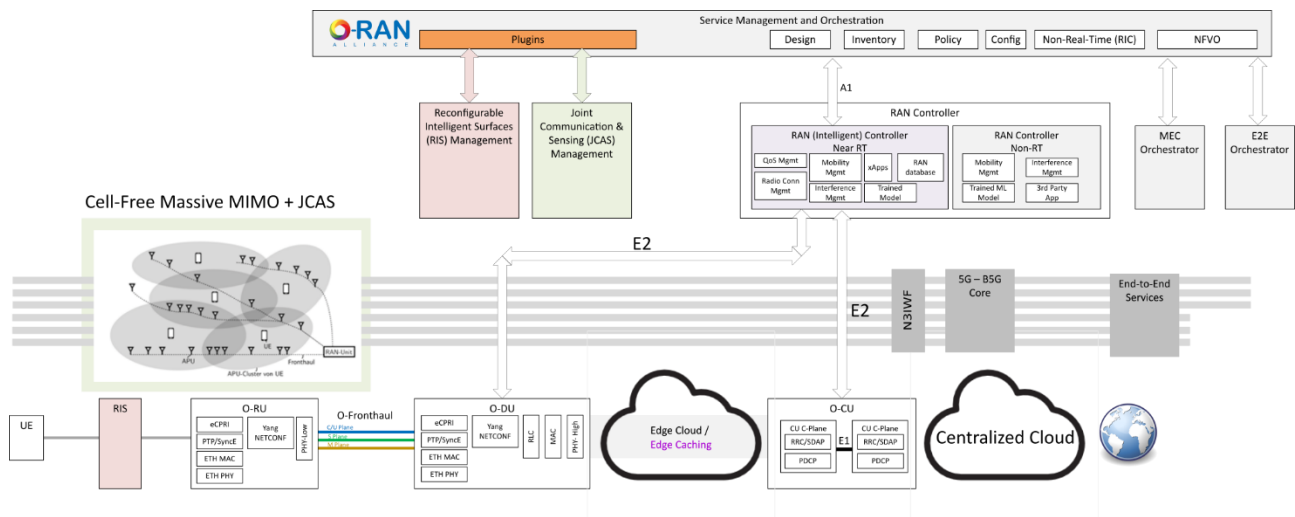 Service Management and Orchestration
O-RAN
ALLIANCE
Plugins
Design
Inventory
Policy
Config
Non-Real-Time (RIC)
NFVO
A1
Reconfigurable
Intelligent Surfaces
(RIS) Management
Joint
Communication &
Sensing (JCAS)
Management
RAN Controller
RAN (Intelligent) Controller
Near RT
QoS Mgmt
Radio Conn
Mgmt
Mobility
Mgmt
xApps
RAN
database
Interference
Mgmt
Trained
Model
RAN Controller
Non-RT
Mobility
Mgmt
Interference
Mgmt
Trained ML
Model
3rd Party
App
MEC
Orchestrator
E2E
Orchestrator
Cell-Free Massive MIMO + JCAS
UE
APU
Fronthaul
RAN-Unit
APU-Cluster von UE
E2
E2
N3IWF
5G – B5G
Core
End-to-End
Services
UE
RIS
O-RU
eCPRI
PTP/SyncE
ETH MAC
ETH PHY
Yang
NETCONF
PHY-Low
O-Fronthaul
C/U Plane
S Plane
M Plane
O-DU
eCPRI
PTP/SyncE
ETH MAC
ETH PHY
Yang
NETCONF
RLC
MAC
PHY- High
Edge Cloud /
Edge Caching
O-CU
CU C-Plane
RRC/SDAP
PDCP
E1
CU C-Plane
RRC/SDAP
PDCP
Centralized Cloud